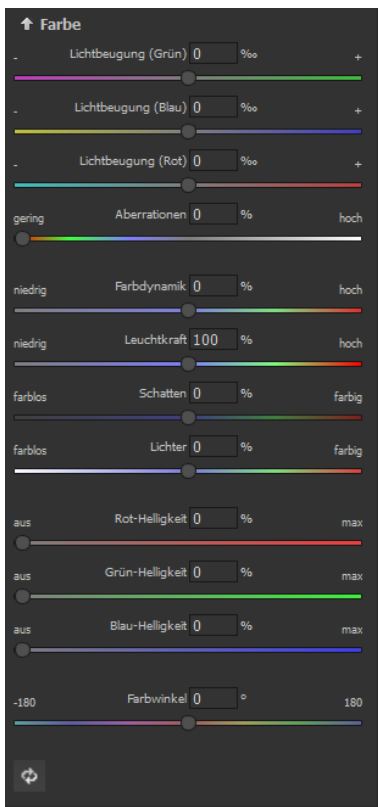 Farbe
Lichtbeugung (Grün) 0 ‰
- +
Lichtbeugung (Blau) 0 ‰
- +
Lichtbeugung (Rot) 0 ‰
- +
gering Aberrationen 0 % hoch
niedrig Farbdynamik 0 % hoch
niedrig Leuchtkraft 100 % hoch
farblos Schatten 0 % farbig
farblos Lichter 0 % farbig
aus Rot-Helligkeit 0 % max
aus Grün-Helligkeit 0 % max
aus Blau-Helligkeit 0 % max
-180 Farbwinkel 0 ° 180